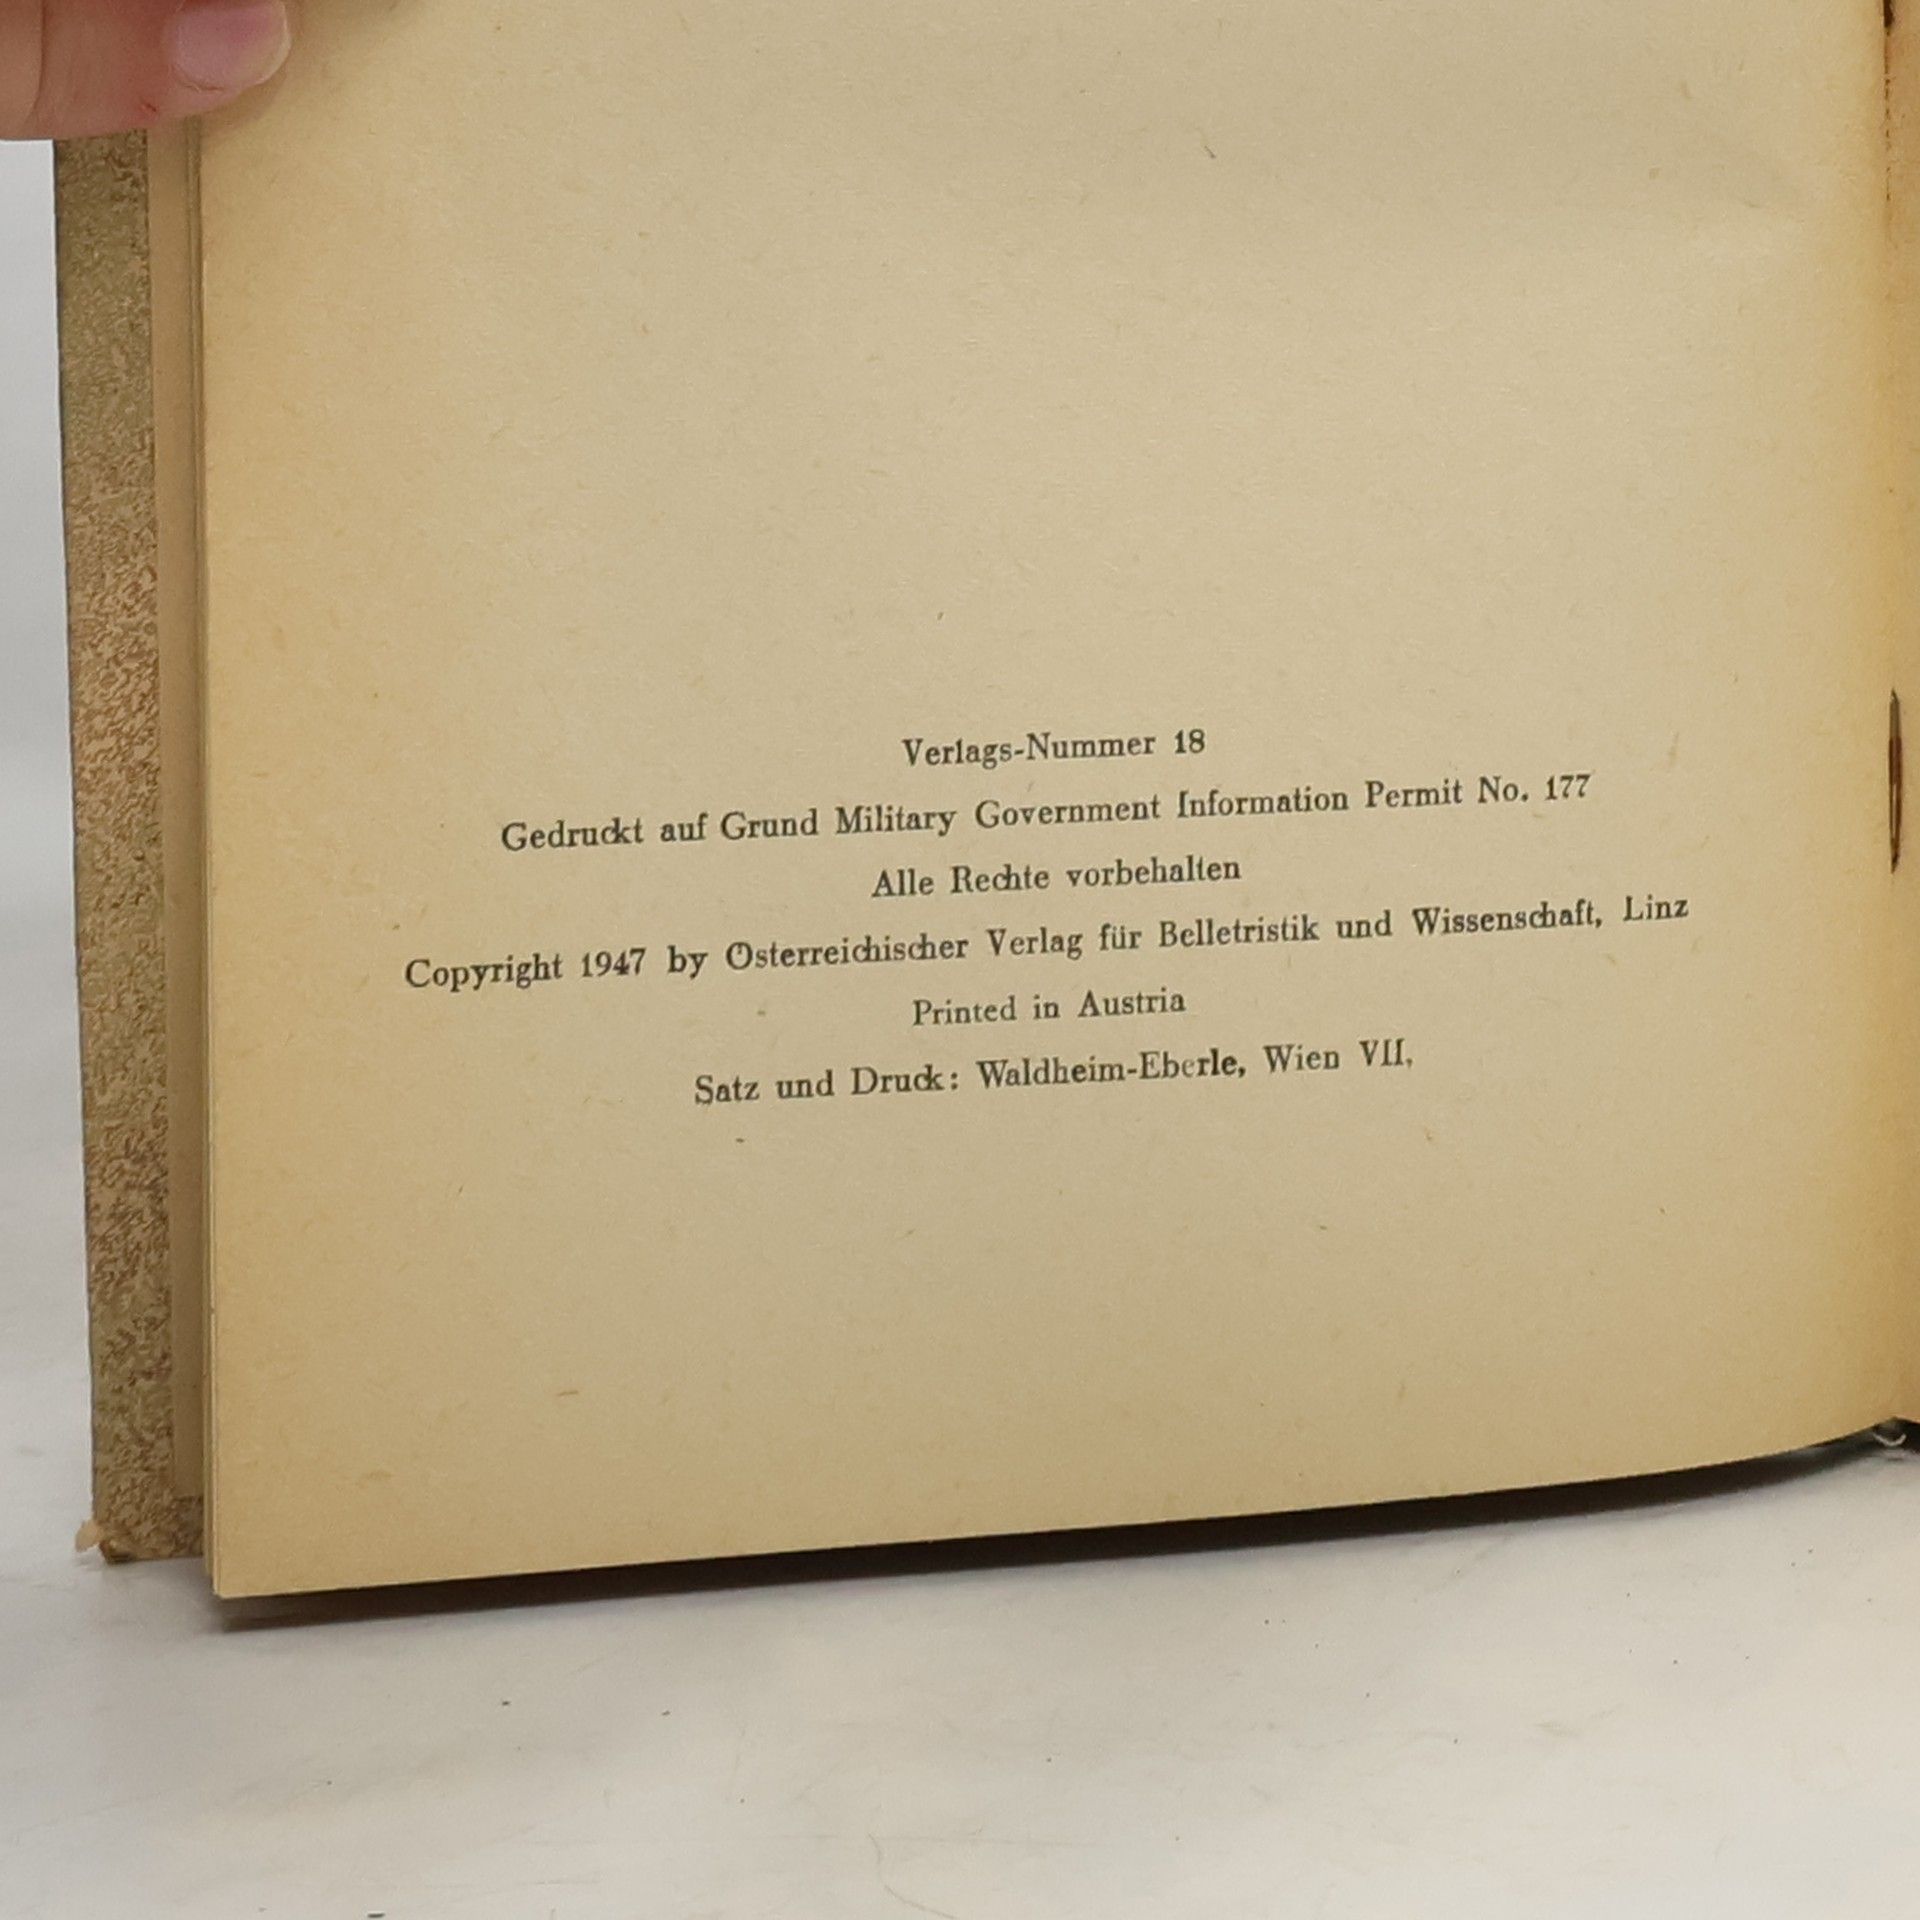 Verlags-Nummer 18
Gedruckt auf Grund Military Government Information Permit No. 177
Alle Rechte vorbehalten
Copyright 1947 by Österreichischer Verlag für Belletristik und Wissenschaft, Linz
Printed in Austria
Satz und Druck: Waldheim-Eberle, Wien VII.